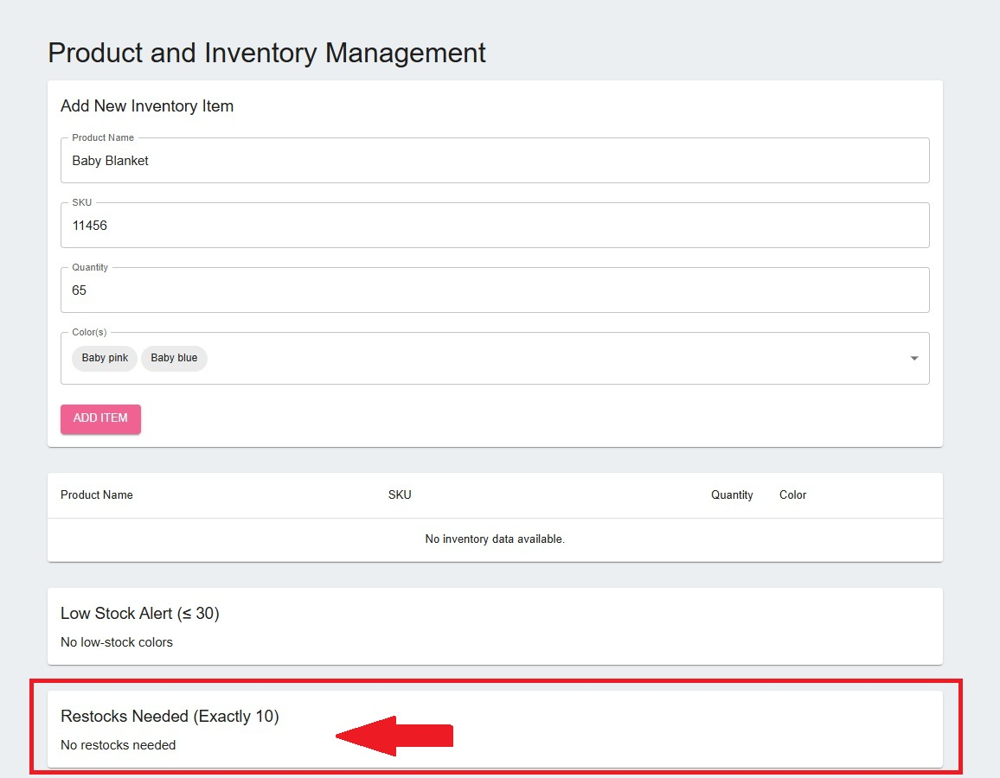 Product and Inventory Management
Add New Inventory Item
Product Name
Baby Blanket
SKU
11456
Quantity
65
Color(s)
Baby pink Baby blue
ADD ITEM
Product Name SKU Quantity Color
No inventory data available.
Low Stock Alert (≤ 30)
No low-stock colors
Restocks Needed (Exactly 10)
No restocks needed